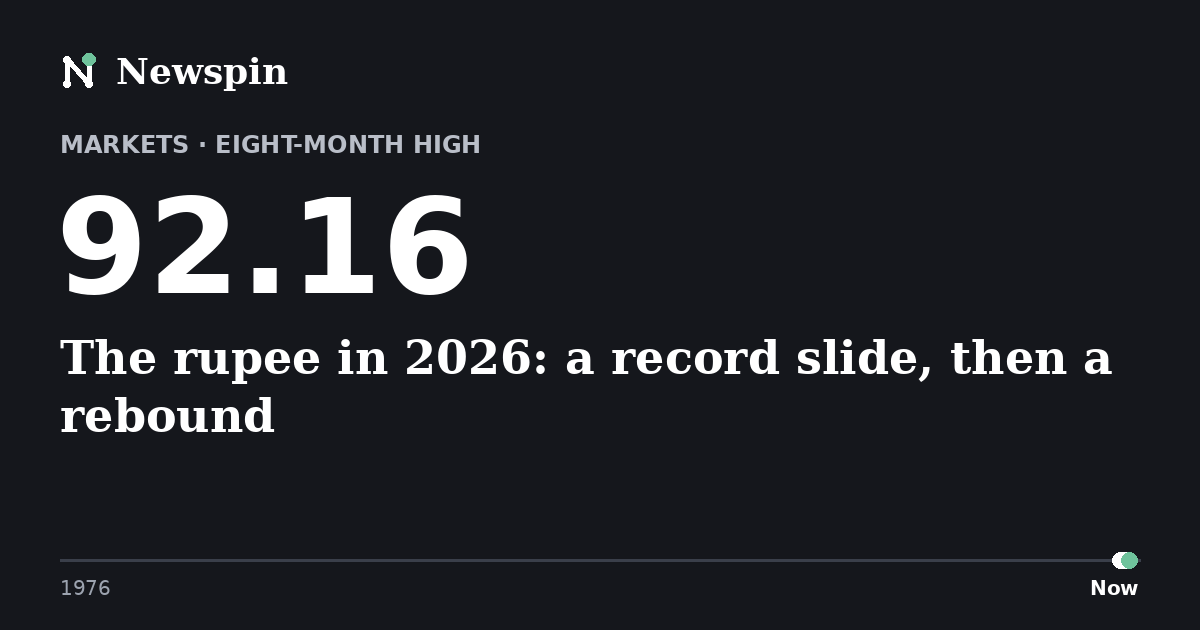 Newspin
MARKETS · EIGHT-MONTH HIGH
92.16
The rupee in 2026: a record slide, then a
rebound
1976
Now